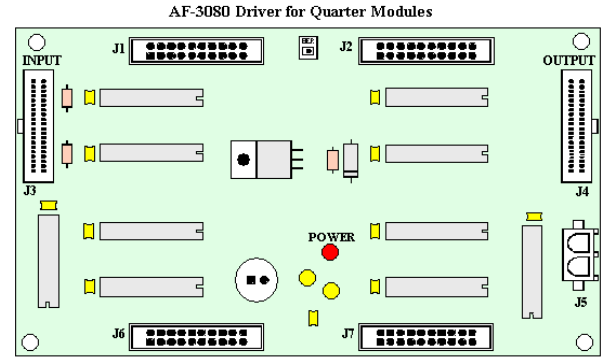 AF-3080 Driver for Quarter Modules
J1
J2
INPUT
OUTPUT
J3
J4
POWER
J5
J6
J7